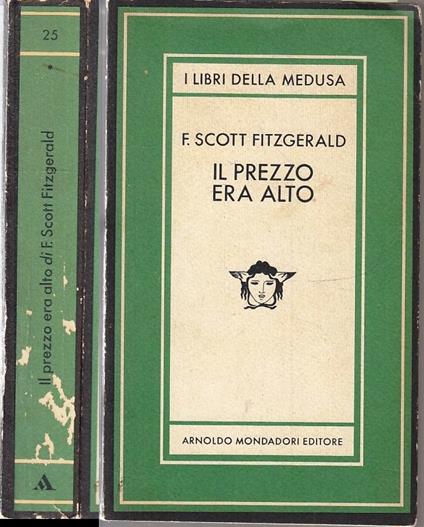 25
Il prezzo era alto di F. Scott Fitzgerald
I LIBRI DELLA MEDUSA
F. SCOTT FITZGERALD
IL PREZZO
ERA ALTO
ARNOLDO MONDADORI EDITORE